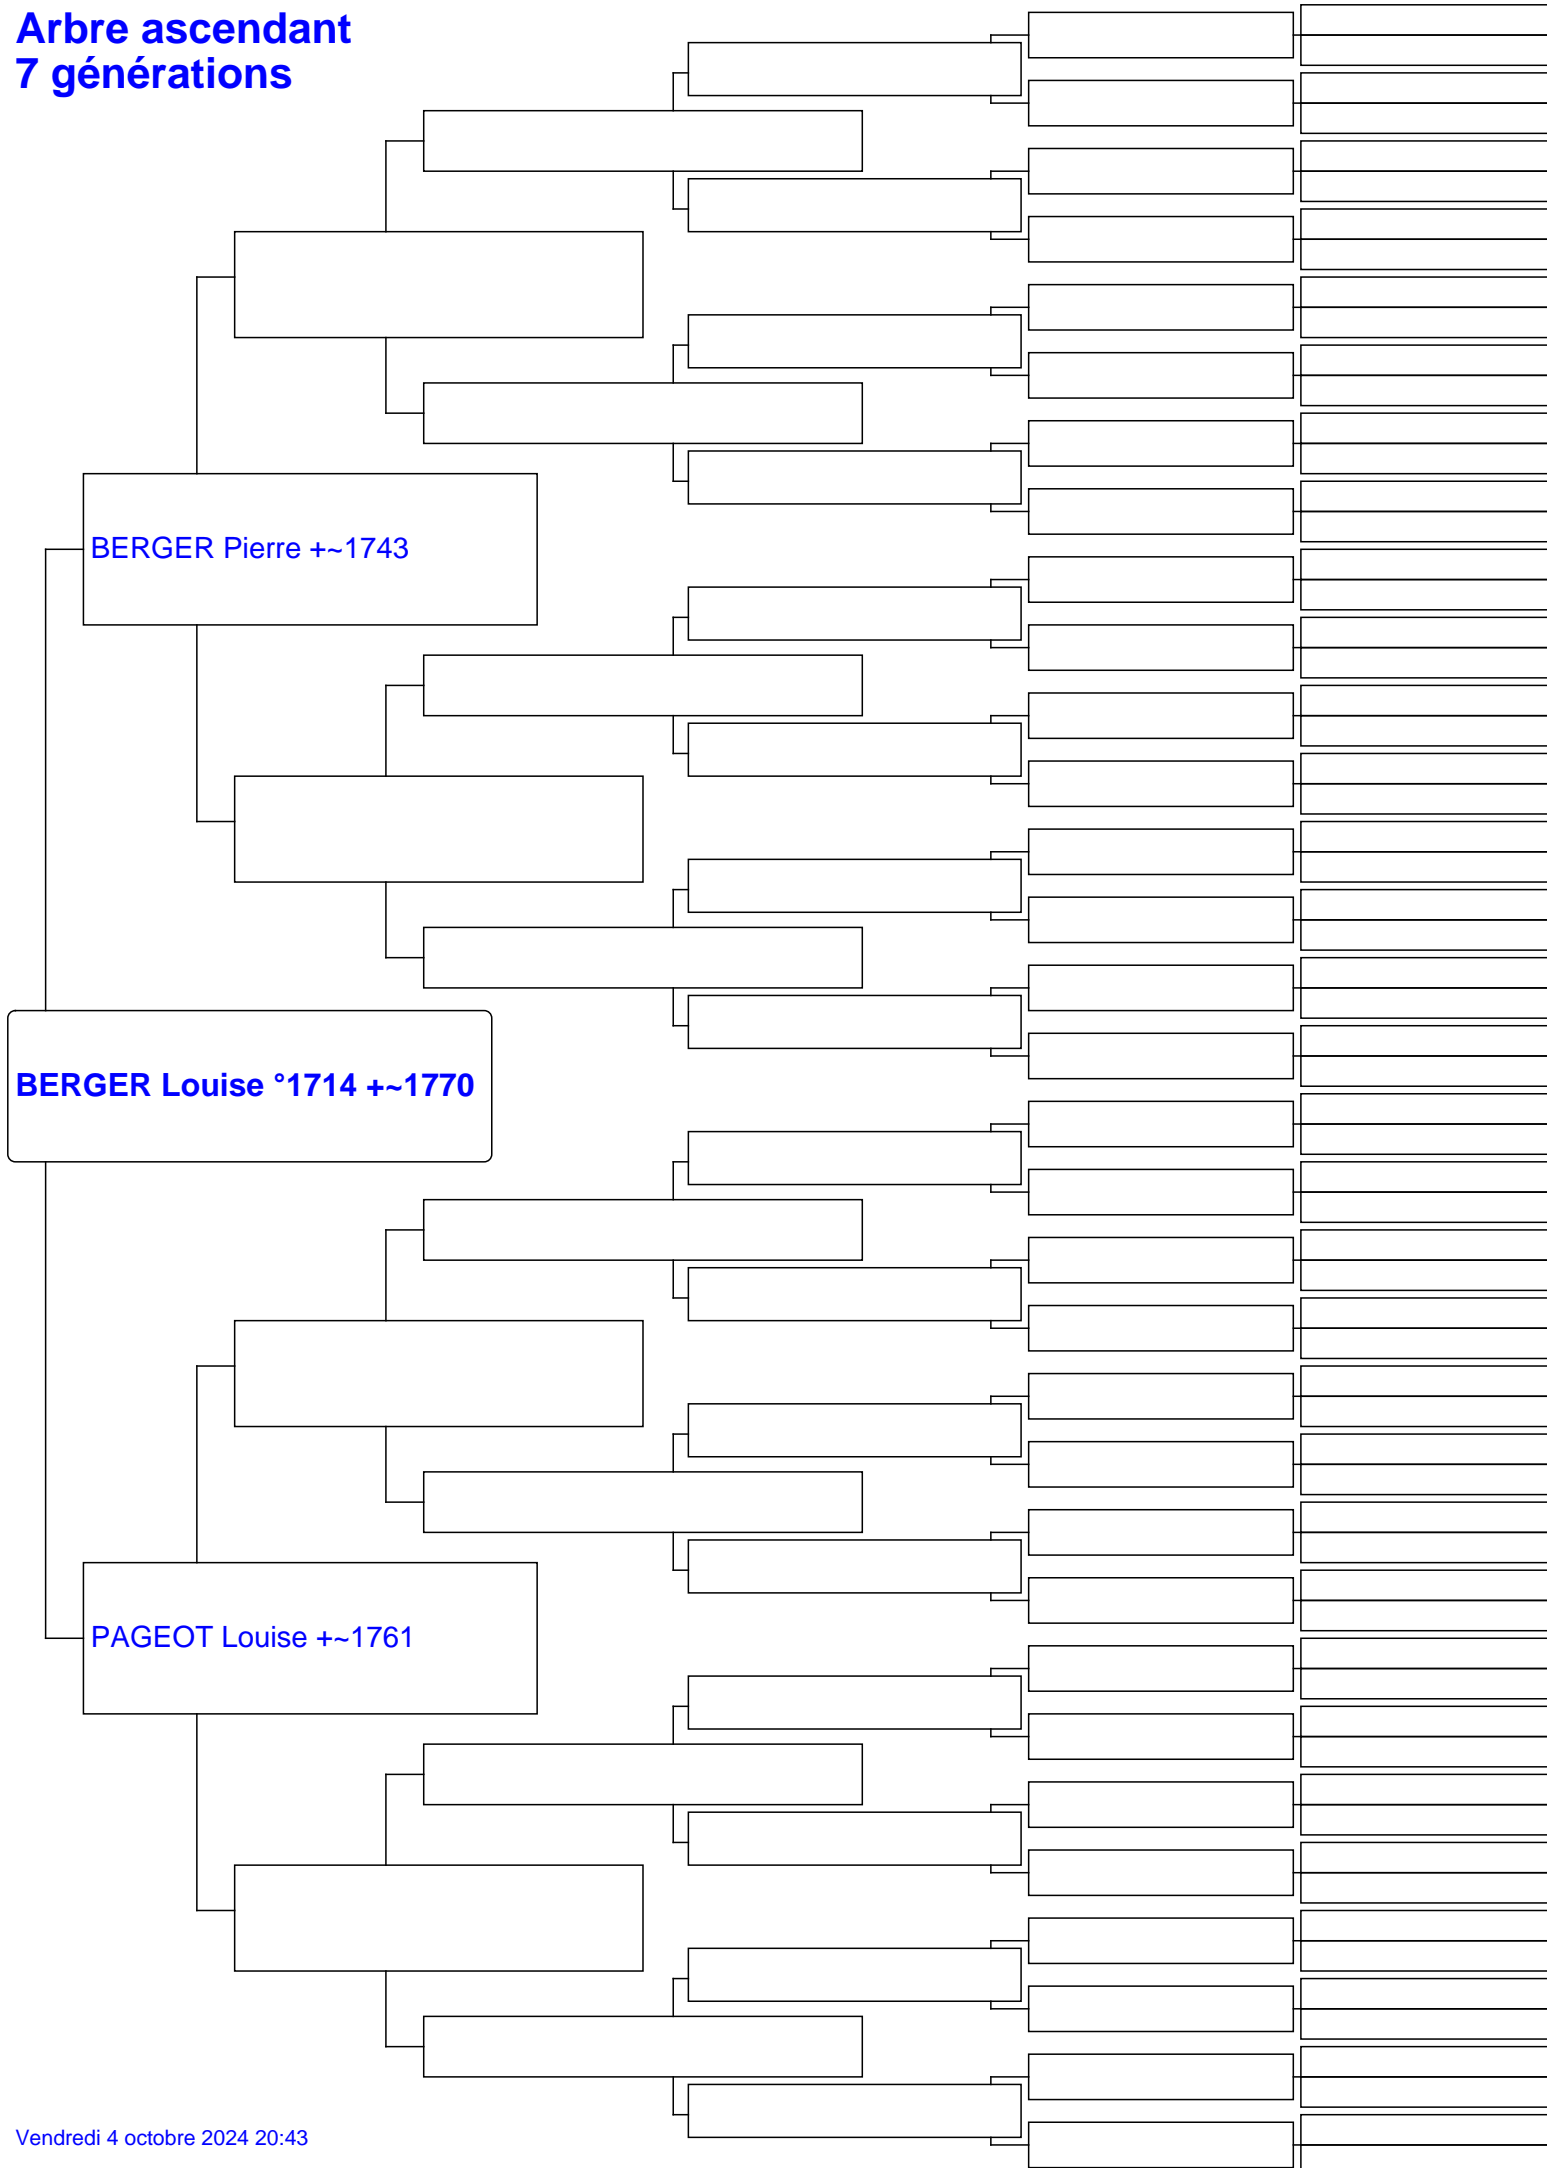 Arbre ascendant
7 générations
BERGER Pierre +~1743
BERGER Louise °1714 +~1770
PAGEOT Louise +~1761
Vendredi 4 octobre 2024 20:43